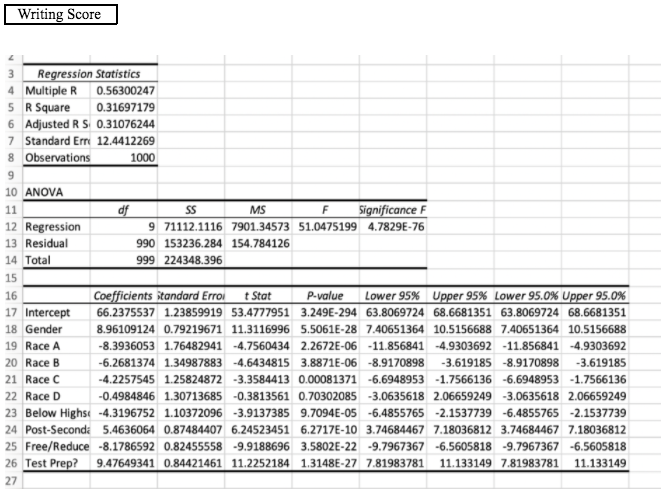 Writing Score
3 Regression Statistics
4 Multiple R 0.56300247
5 R Square 0.31697179
6 Adjusted R S 0.31076244
7 Standard Erro 12.4412269
8 Observations 1000
9
10 ANOVA
11 df SS MS F Significance F
12 Regression 9 71112.1116 7901.34573 51.0475199 4.7829E-76
13 Residual 990 153236.284 154.784126
14 Total 999 224348.396
15
16 Coefficients Standard Error t Stat P-value Lower 95% Upper 95% Lower 95.0% Upper 95.0%
17 Intercept 66.2375537 1.23859919 53.4777951 3.249E-294 63.8069724 68.6681351 63.8069724 68.6681351
18 Gender 8.96109124 0.79219671 11.3116996 5.5061E-28 7.40651364 10.5156688 7.40651364 10.5156688
19 Race A -8.3936053 1.76482941 -4.7560434 2.2672E-06 -11.856841 -4.9303692 -11.856841 -4.9303692
20 Race B -6.2681374 1.34987883 -4.6434815 3.8871E-06 -8.9170898 -3.619185 -8.9170898 -3.619185
21 Race C -4.2257545 1.25824872 -3.3584413 0.00081371 -6.6948953 -1.7566136 -6.6948953 -1.7566136
22 Race D -0.4984846 1.30713685 -0.3813561 0.70302085 -3.0635618 2.06659249 -3.0635618 2.06659249
23 Below Highs -4.3196752 1.10372096 -3.9137385 9.7094E-05 -6.4855765 -2.1537739 -6.4855765 -2.1537739
24 Post-Seconda 5.4636064 0.87484407 6.24523451 6.2717E-10 3.74684467 7.18036812 3.74684467 7.18036812
25 Free/Reduce -8.1786592 0.82455558 -9.9188696 3.5802E-22 -9.7967367 -6.5605818 -9.7967367 -6.5605818
26 Test Prep? 9.47649341 0.84421461 11.2252184 1.3148E-27 7.81983781 11.133149 7.81983781 11.133149
27